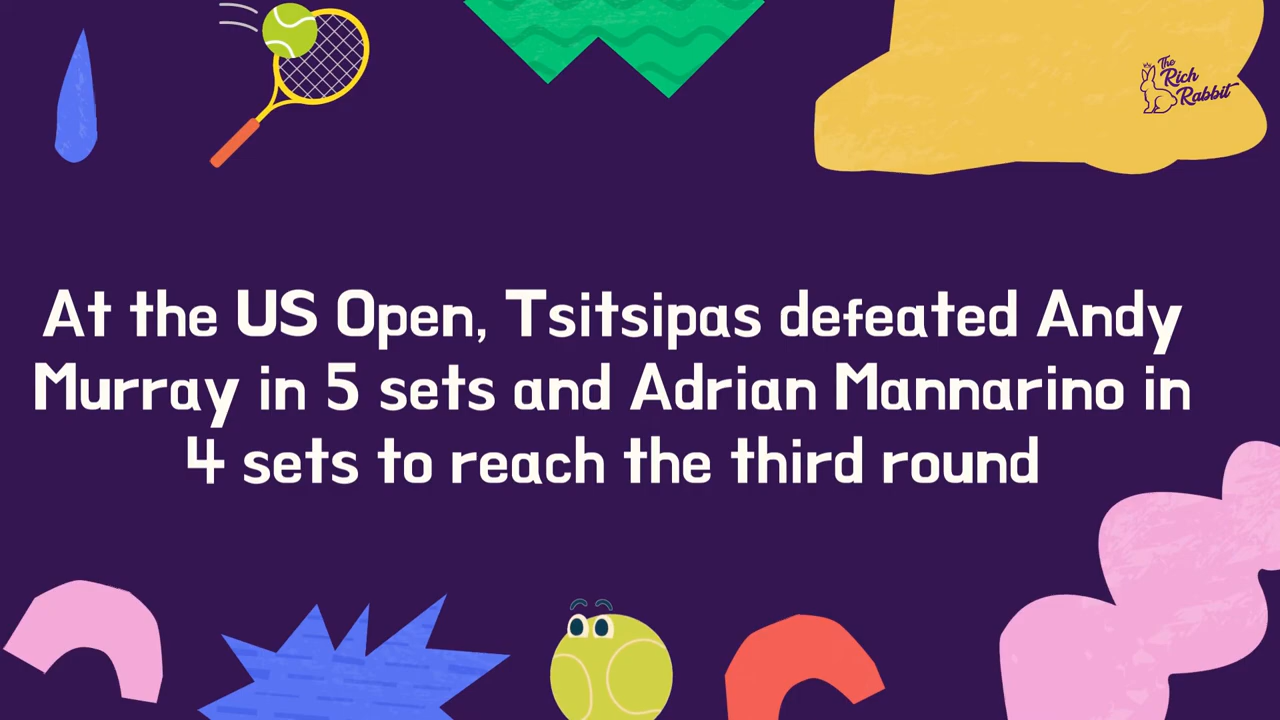 The
Rich
Rabbit
At the US Open, Tsitsipas defeated Andy
Murray in 5 sets and Adrian Mannarino in
4 sets to reach the third round